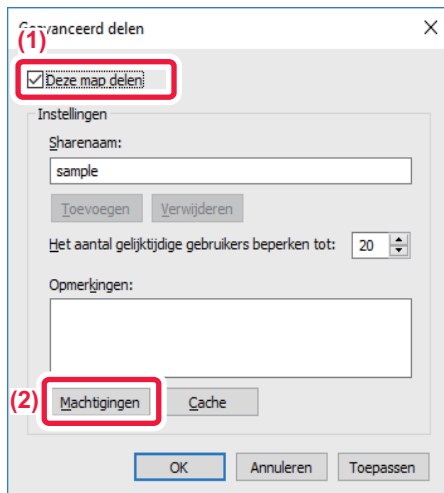 Geavanceerd delen
(1)
Deze map delen
Instellingen
Sharenaam:
sample
Toevoegen Verwijderen
Het aantal gelijktijdige gebruikers beperken tot: 20
Opmerkingen:
(2) Machtigingen Cache
OK Annuleren Toepassen